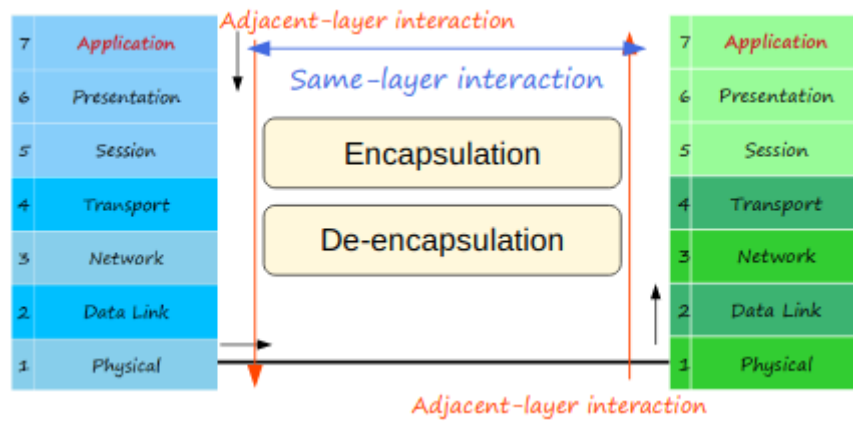 Adjacent-layer interaction
7 Application
6 Presentation
5 Session
4 Transport
3 Network
2 Data Link
1 Physical
Same-layer interaction
Encapsulation
De-encapsulation
7 Application
6 Presentation
5 Session
4 Transport
3 Network
2 Data Link
1 Physical
Adjacent-layer interaction